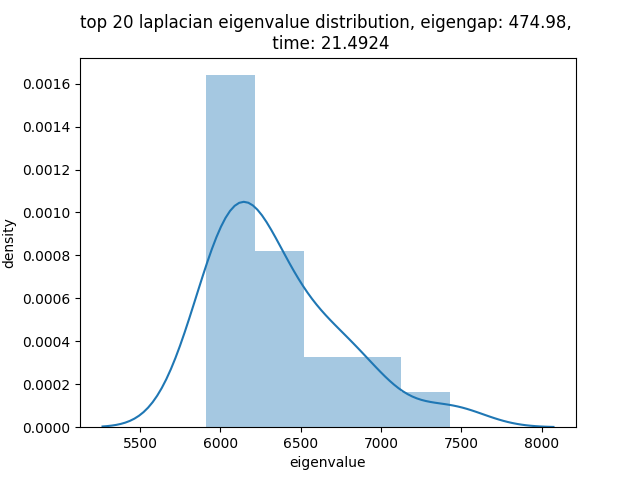 top 20 laplacian eigenvalue distribution, eigengap: 474.98,
time: 21.4924
0.0016
0.0014
0.0012
0.0010
0.0008
0.0006
0.0004
0.0002
0.0000
density
5500 6000 6500 7000 7500 8000
eigenvalue